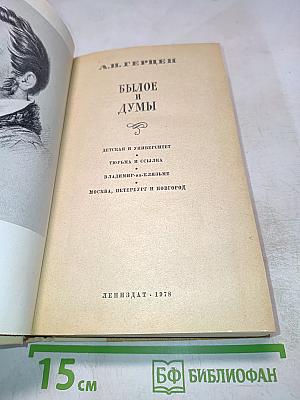 А.И.ГЕРЦЕН
БЫЛОЕ
И
ДУМЫ
ДЕТСКАЯ И УНИВЕРСИТЕТ
ТЮРЬМА И ССЫЛКА
ВЛАДИМИР-на-КЛЯЗЬМЕ
МОСКВА, ПЕТЕРБУРГ И НОВГОРОД
ЛЕНИЗДАТ · 1978
15 см
БФ БИБЛИОФАН